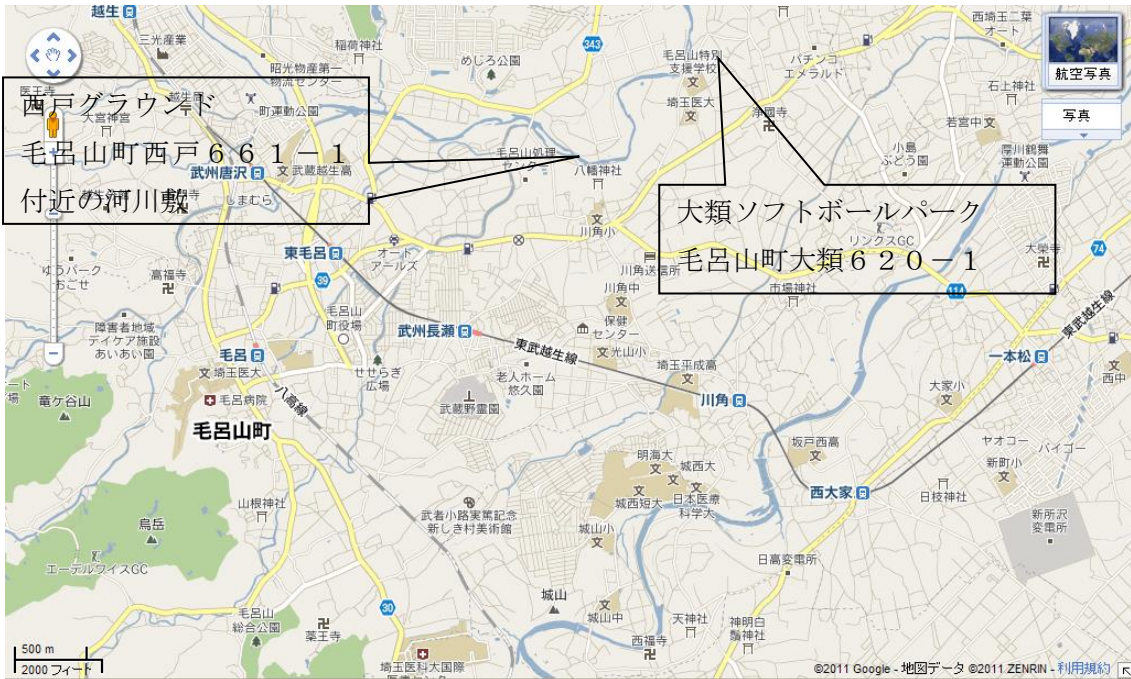 越生
三光産業
稲荷神社
昭光物産第一
物流センター
医王寺
越生
町運動公園
大宮神宮
西戸グラウンド
毛呂山町西戸661-1
付近の河川敷
武州唐沢
武蔵越生高
しまむら
343
めじろ公園
毛呂山処理
センター
八幡神社
文
川角小
毛呂山特別
支援学校
埼玉医大
パチンコ
エメラルド
浄國寺
西埼玉二葉
オート
航空写真
石上神社
写真
若宮中
小島
ぶどう園
厚川鶴舞
運動公園
大類ソフトボールパーク
毛呂山町大類620-1
リンクスGC
大榮寺
74
114
市場神社
川角送信所
川角中
東毛呂
オート
アールズ
39
ゆうパーク
おごせ
高福寺
毛呂山
町役場
障害者地域
デイケア施設
あいあい園
武州長瀬
保健
センター
東武越生線
光山小
埼玉平成高
東武越生線
一本松
西中
毛呂
埼玉医大
毛呂病院
八高線
せせらぎ
広場
老人ホーム
悠久園
武蔵野霊園
川角
大家小
竜ケ谷山
毛呂山町
坂戸西高
ヤオコー
バイゴー
新町小
明海大
城西大
城西短大
日本医療
科学大
西大家
日枝神社
山根神社
武者小路実篤記念
新しき村美術館
城山小
新所沢
変電所
鳥岳
エーデルワイスGC
日高変電所
毛呂山
総合公園
薬王寺
30
城山
城山中
天神社
西福寺
神明白
鬚神社
埼玉医科大国際
500 m
2000 フィート
©2011 Google - 地図データ ©2011 ZENRIN - 利用規約